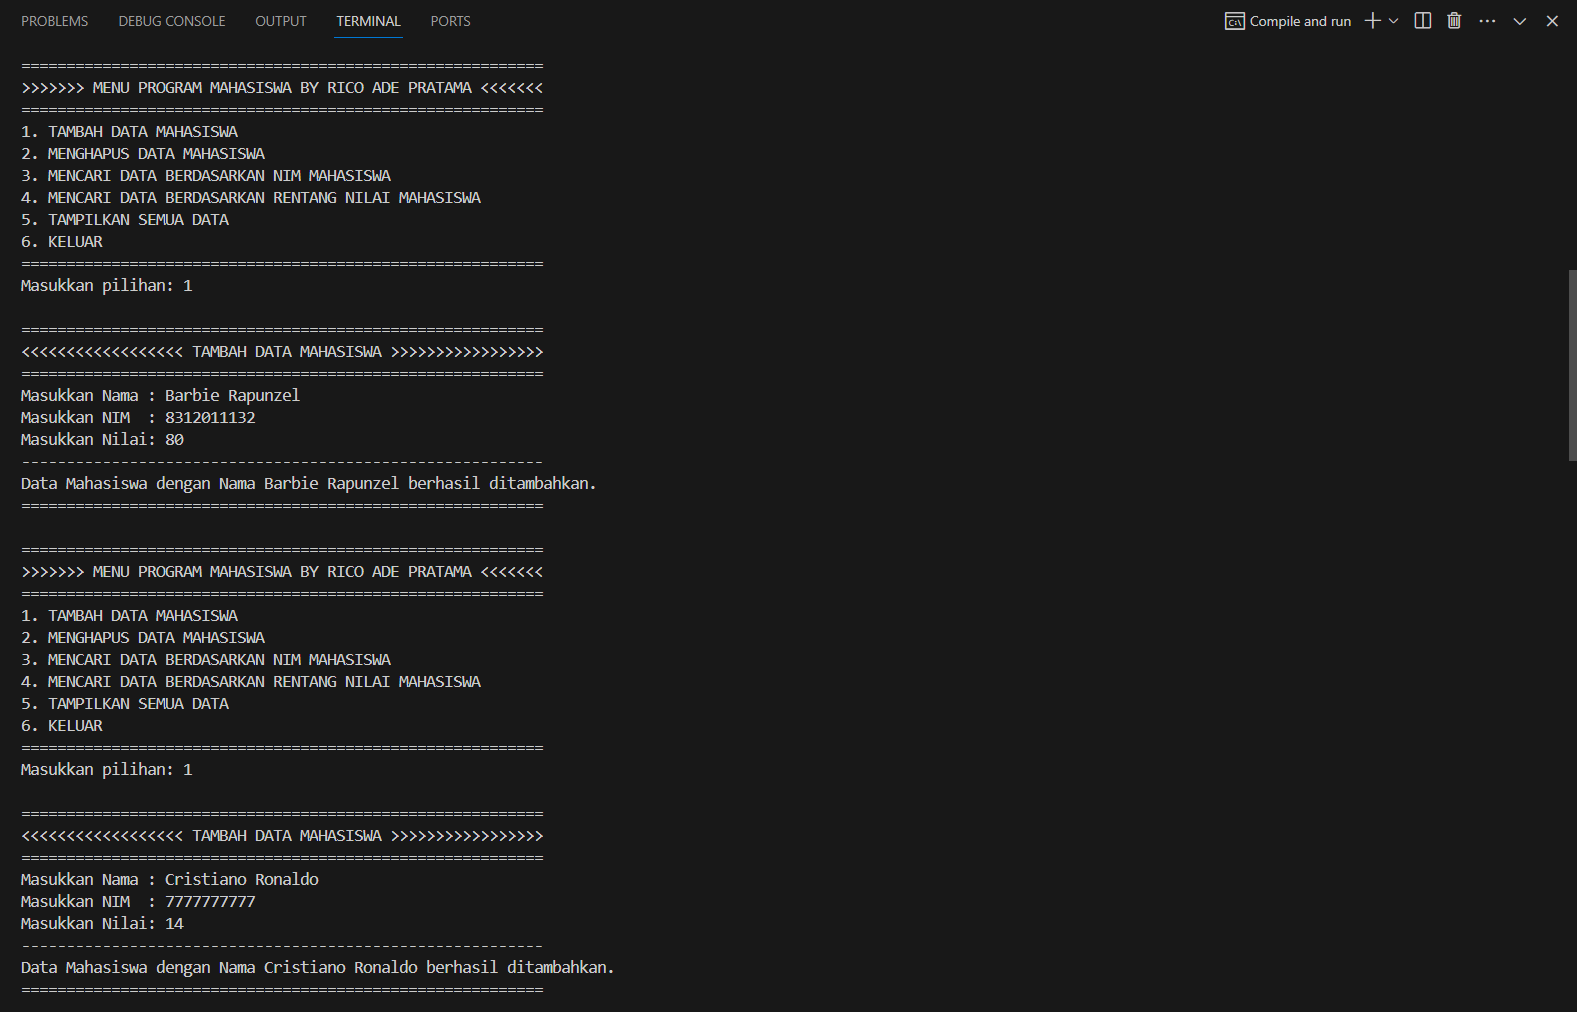 PROBLEMS DEBUG CONSOLE OUTPUT TERMINAL PORTS Compile and run
==========================================================
>>>>>>> MENU PROGRAM MAHASISWA BY RICO ADE PRATAMA <<<<<<<
==========================================================
1. TAMBAH DATA MAHASISWA
2. MENGHAPUS DATA MAHASISWA
3. MENCARI DATA BERDASARKAN NIM MAHASISWA
4. MENCARI DATA BERDASARKAN RENTANG NILAI MAHASISWA
5. TAMPILKAN SEMUA DATA
6. KELUAR
==========================================================
Masukkan pilihan: 1
==========================================================
<<<<<<<<<<<<<<<<<< TAMBAH DATA MAHASISWA >>>>>>>>>>>>>>>>>
==========================================================
Masukkan Nama : Barbie Rapunzel
Masukkan NIM  : 8312011132
Masukkan Nilai: 80
----------------------------------------------------------
Data Mahasiswa dengan Nama Barbie Rapunzel berhasil ditambahkan.
==========================================================
==========================================================
>>>>>>> MENU PROGRAM MAHASISWA BY RICO ADE PRATAMA <<<<<<<
==========================================================
1. TAMBAH DATA MAHASISWA
2. MENGHAPUS DATA MAHASISWA
3. MENCARI DATA BERDASARKAN NIM MAHASISWA
4. MENCARI DATA BERDASARKAN RENTANG NILAI MAHASISWA
5. TAMPILKAN SEMUA DATA
6. KELUAR
==========================================================
Masukkan pilihan: 1
==========================================================
<<<<<<<<<<<<<<<<<< TAMBAH DATA MAHASISWA >>>>>>>>>>>>>>>>>
==========================================================
Masukkan Nama : Cristiano Ronaldo
Masukkan NIM  : 7777777777
Masukkan Nilai: 14
----------------------------------------------------------
Data Mahasiswa dengan Nama Cristiano Ronaldo berhasil ditambahkan.
==========================================================